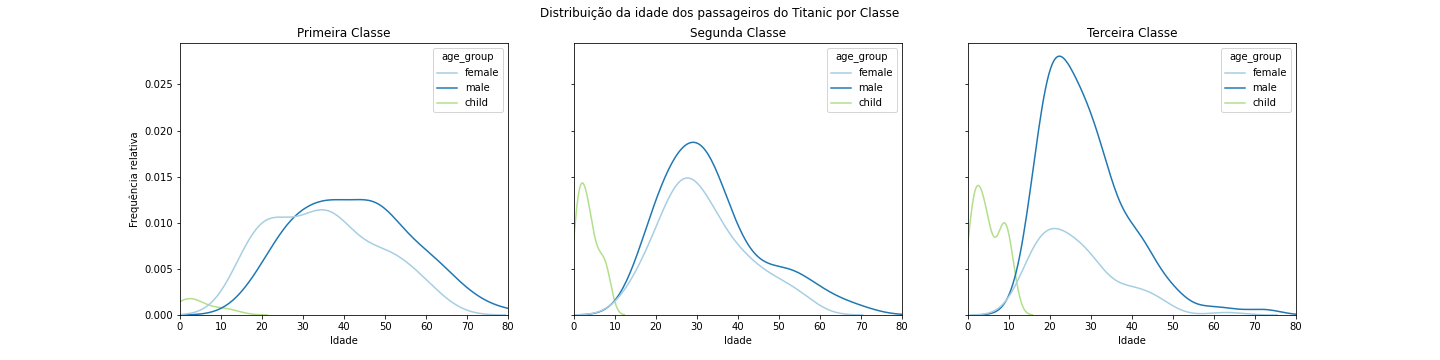 Distribuição da idade dos passageiros do Titanic por Classe
Primeira Classe
Segunda Classe
Terceira Classe
age_group
female
male
child
age_group
female
male
child
age_group
female
male
child
Frequência relativa
0.025
0.020
0.015
0.010
0.005
0.000
0 10 20 30 40 50 60 70 80
0 10 20 30 40 50 60 70 80
0 10 20 30 40 50 60 70 80
Idade
Idade
Idade